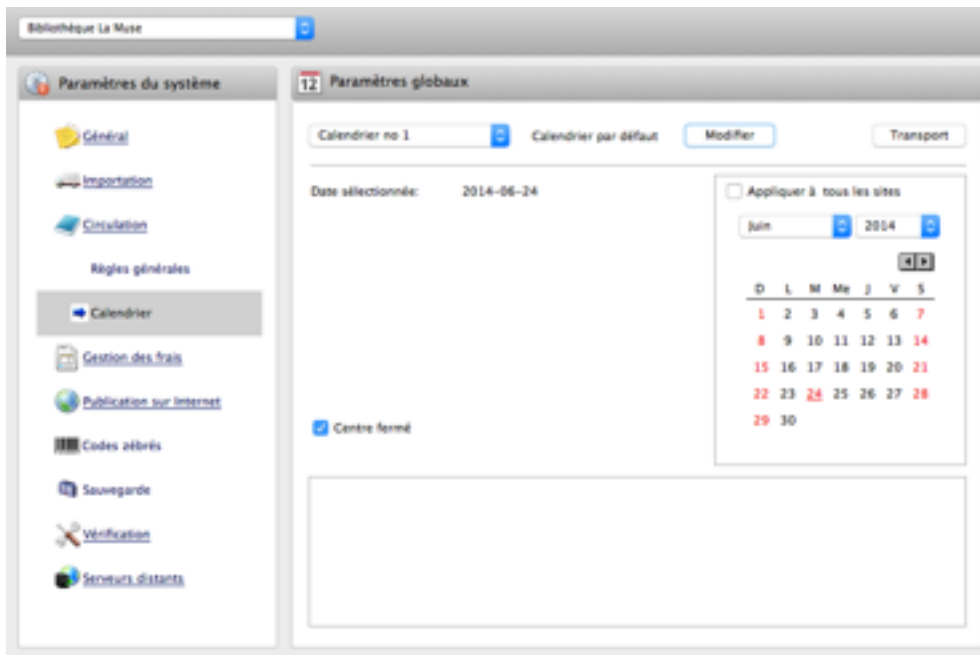 Bibliothèque La Muse
Paramètres du système
Général
Importation
Circulation
Règles générales
Calendrier
Gestion des frais
Publication sur Internet
Codes zébrés
Sauvegarde
Vérification
Serveurs distants
12 Paramètres globaux
Calendrier no 1 Calendrier par défaut Modifier Transport
Date sélectionnée: 2014-06-24
Appliquer à tous les sites
Juin 2014
D L M Me J V S
1 2 3 4 5 6 7
8 9 10 11 12 13 14
15 16 17 18 19 20 21
22 23 24 25 26 27 28
29 30
Centre fermé